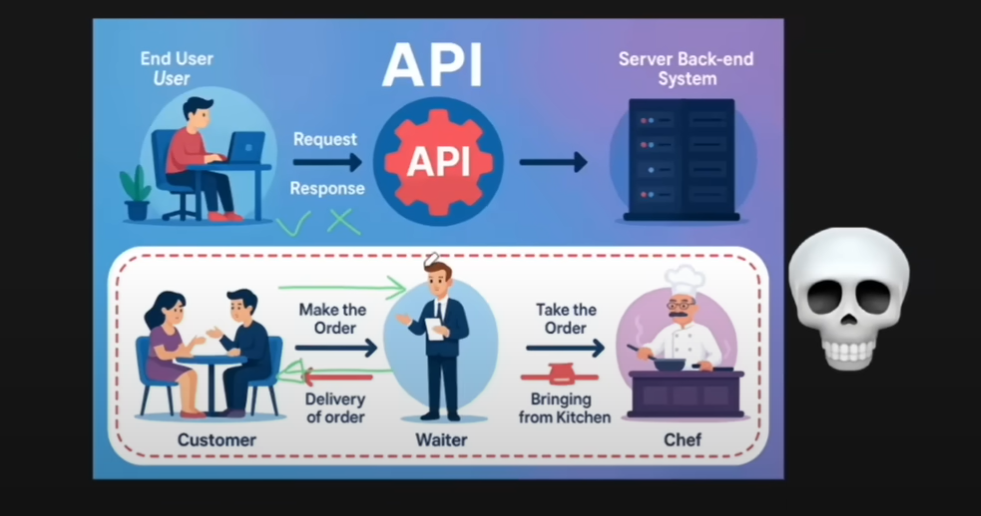 API
End User
User
Server Back-end
System
Request
API
Response
Make the
Order
Take the
Order
Delivery
of order
Bringing
from Kitchen
Customer
Waiter
Chef